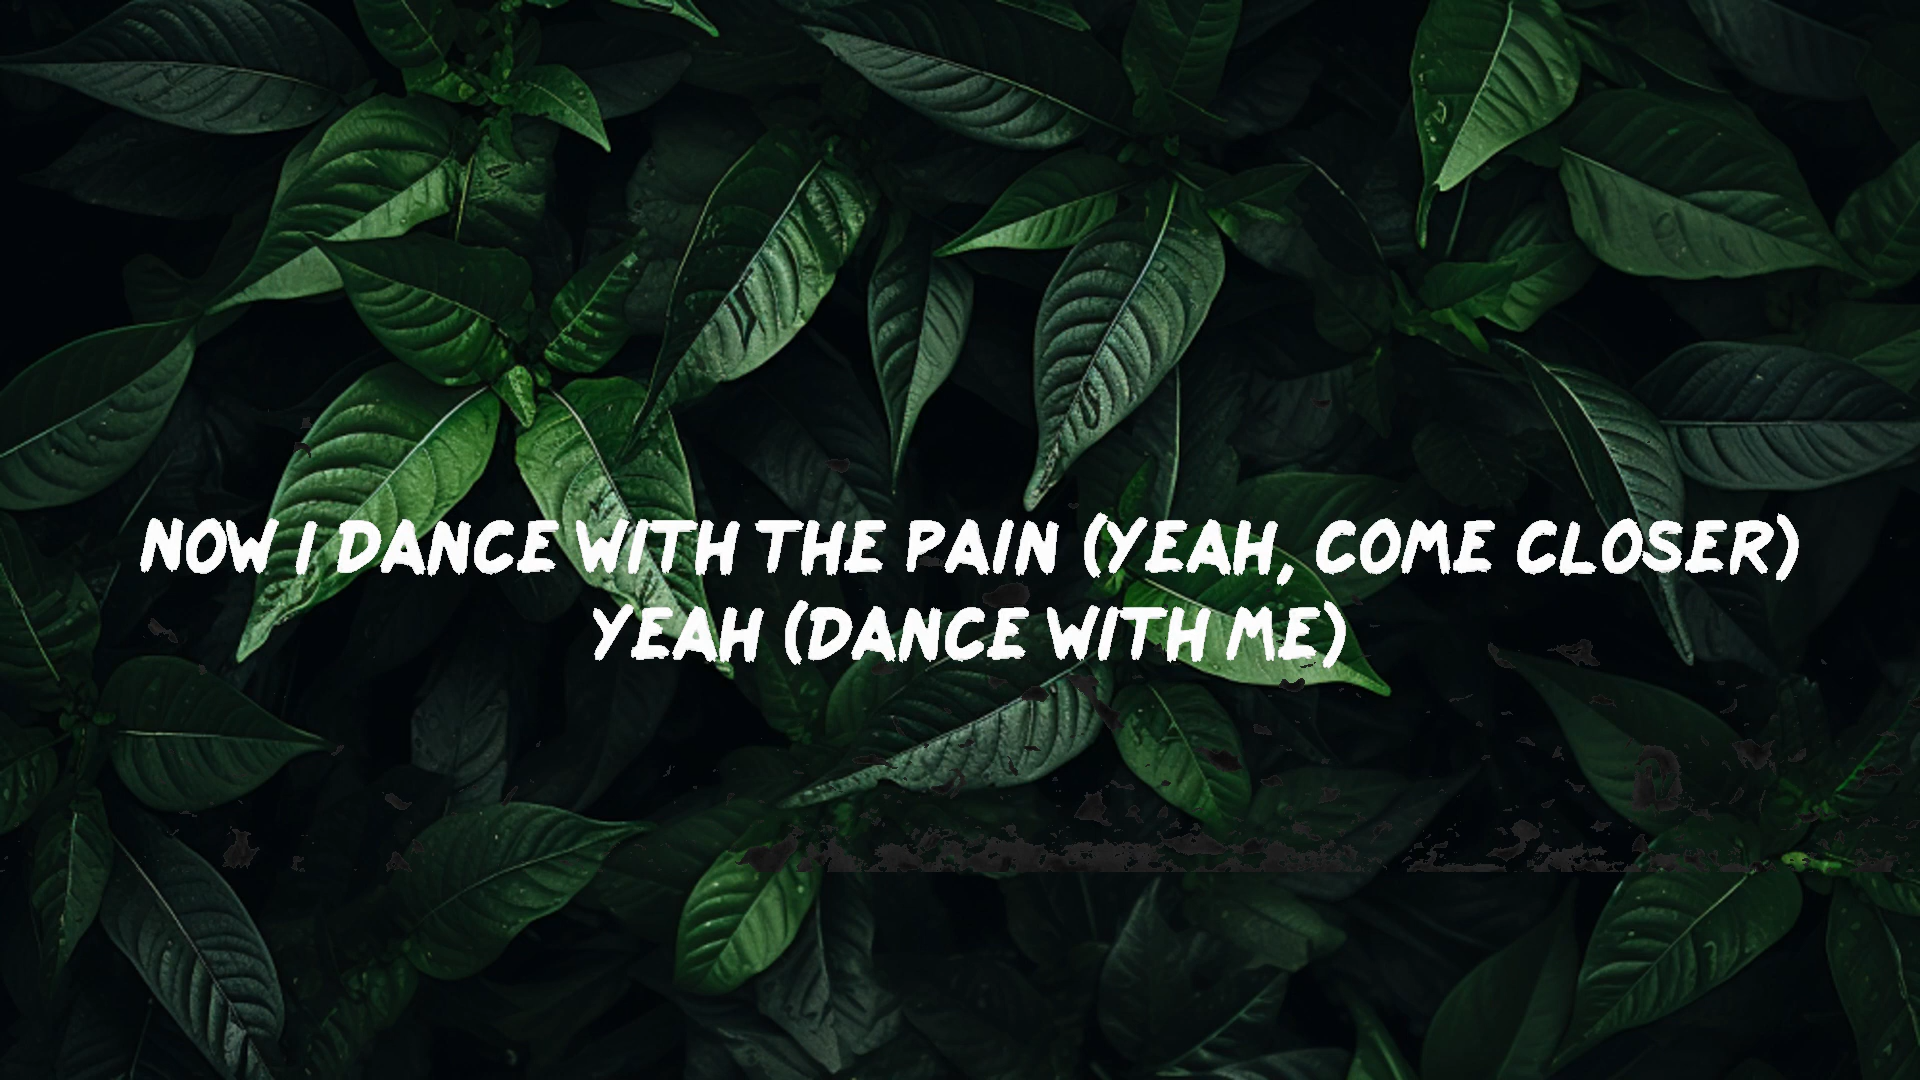 NOW I DANCE WITH THE PAIN (YEAH, COME CLOSER)
YEAH (DANCE WITH ME)